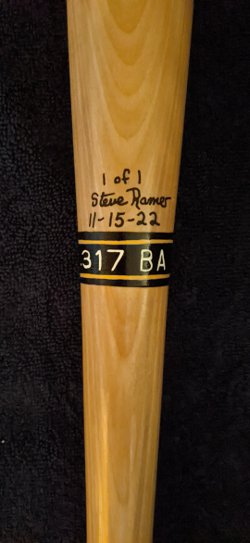 1 of 1
Steve Ramer
11-15-22
317 BA